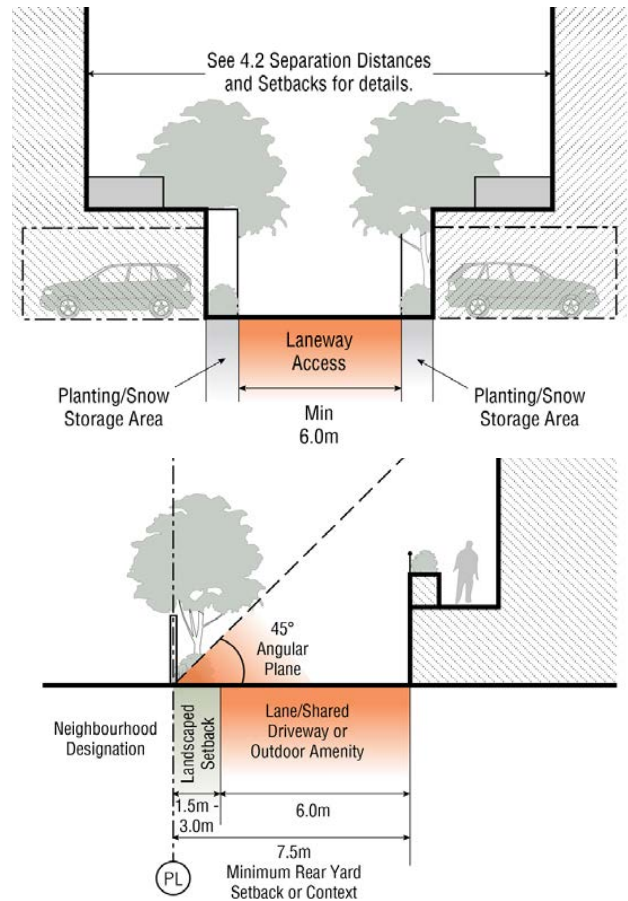 See 4.2 Separation Distances
and Setbacks for details.
Laneway
Access
Planting/Snow
Storage Area
Min
6.0m
Planting/Snow
Storage Area
45°
Angular
Plane
Neighbourhood
Designation
Landscaped
Setback
Lane/Shared
Driveway or
Outdoor Amenity
1.5m -
3.0m
6.0m
7.5m
Minimum Rear Yard
Setback or Context
PL